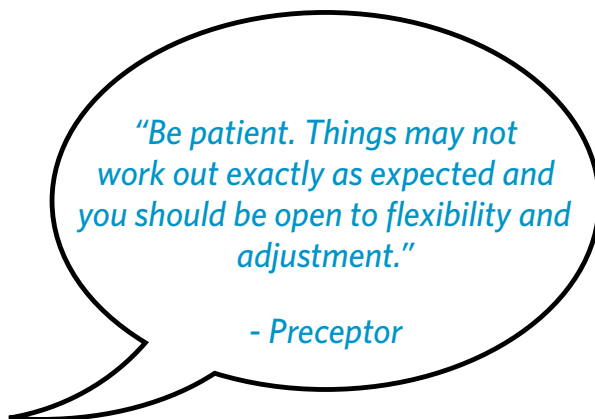 “Be patient. Things may not
work out exactly as expected and
you should be open to flexibility and
adjustment.”
- Preceptor